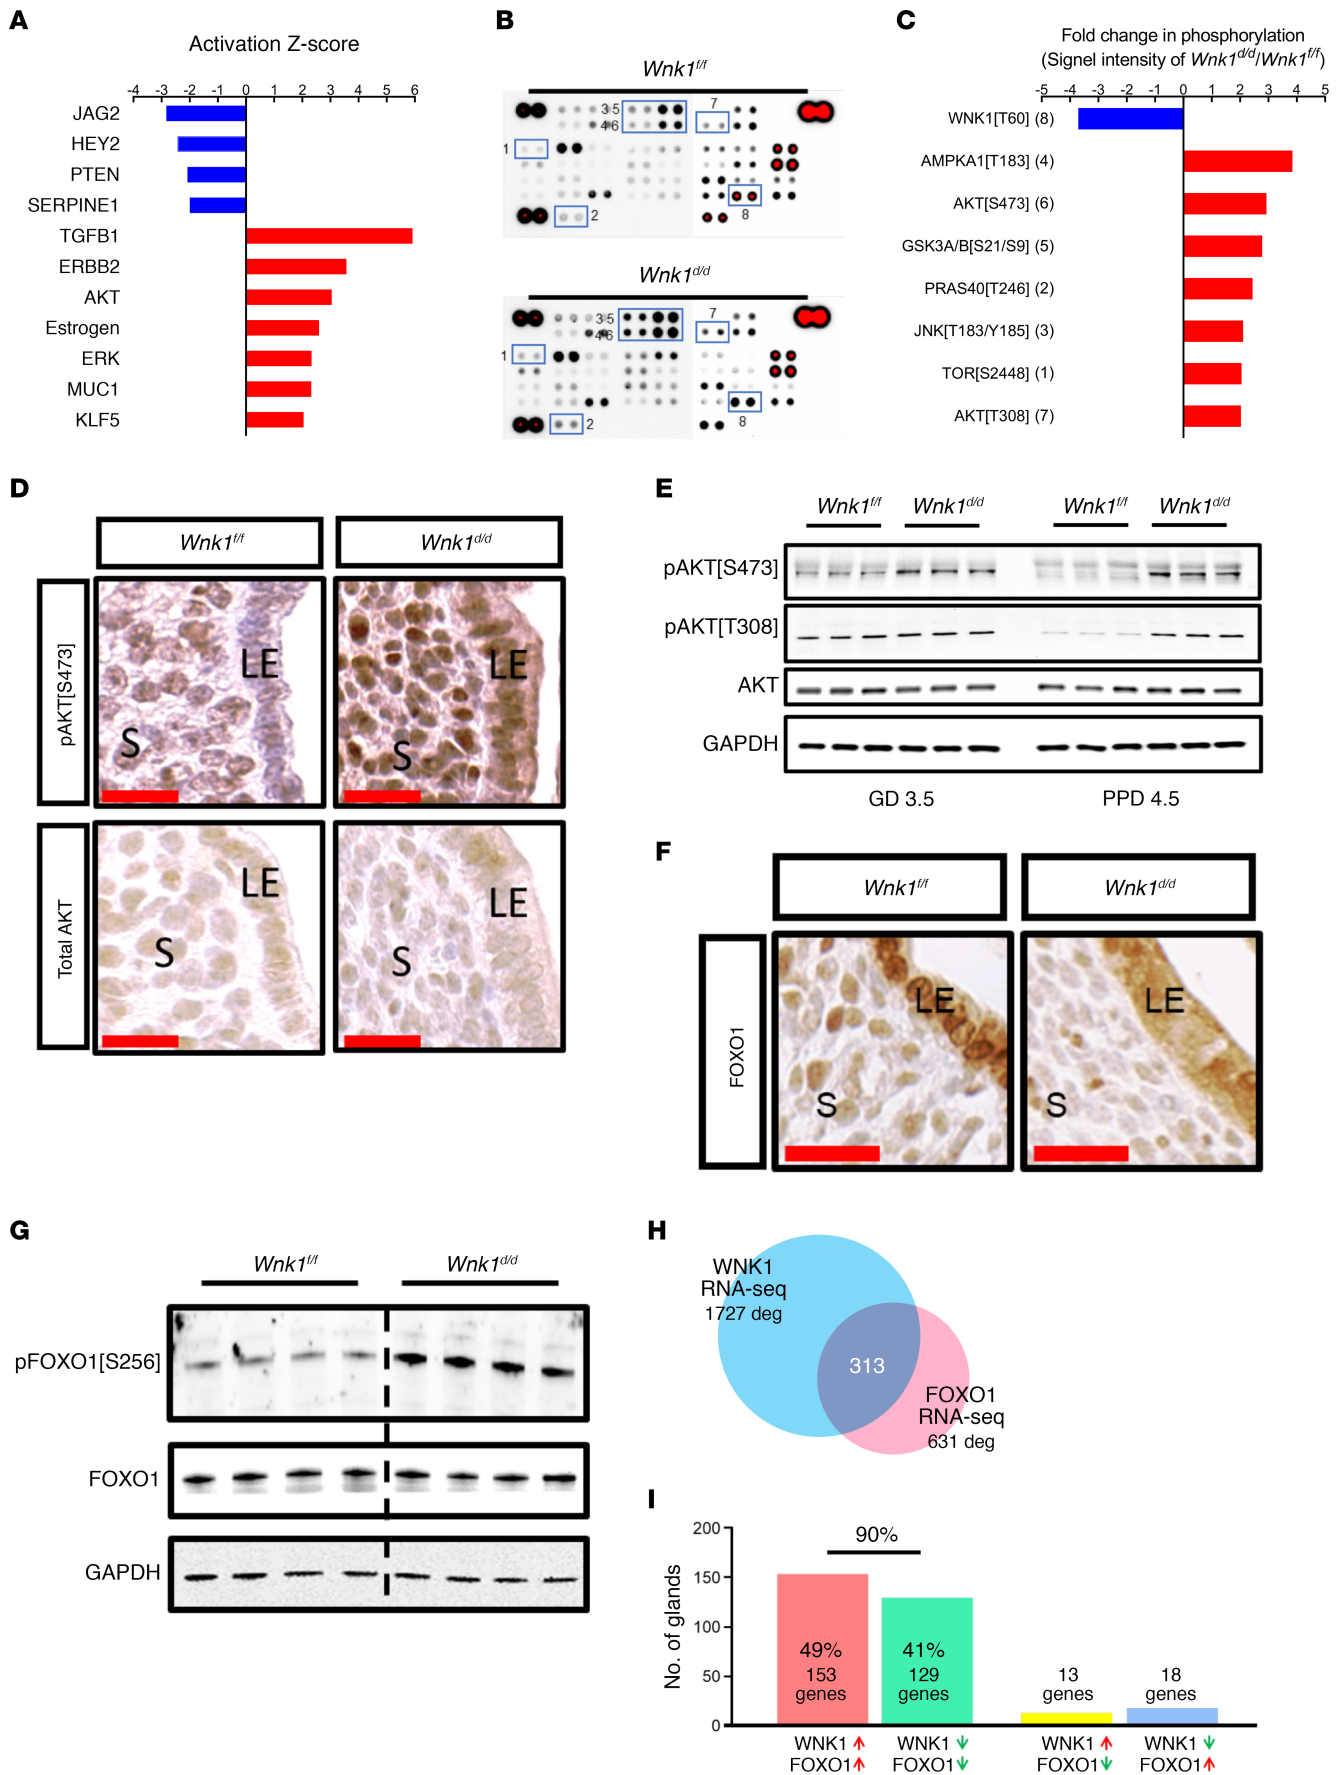 A
Activation Z-score
-4 -3 -2 -1 0 1 2 3 4 5 6
JAG2
HEY2
PTEN
SERPINE1
TGFB1
ERBB2
AKT
Estrogen
ERK
MUC1
KLF5
B
Wnk1f/f
3 5 7
4 6
1
2 8
Wnk1d/d
3 5 7
4 6
1
2 8
C
Fold change in phosphorylation
(Signel intensity of Wnk1d/d/Wnk1f/f)
-5 -4 -3 -2 -1 0 1 2 3 4 5
WNK1[T60] (8)
AMPKA1[T183] (4)
AKT[S473] (6)
GSK3A/B[S21/S9] (5)
PRAS40[T246] (2)
JNK[T183/Y185] (3)
TOR[S2448] (1)
AKT[T308] (7)
D
Wnk1f/f Wnk1d/d
pAKT[S473]
LE LE
S S
Total AKT
LE LE
S S
E
Wnk1f/f Wnk1d/d Wnk1f/f Wnk1d/d
pAKT[S473]
pAKT[T308]
AKT
GAPDH
GD 3.5 PPD 4.5
F
Wnk1f/f Wnk1d/d
FOXO1
LE LE
S S
G
Wnk1f/f Wnk1d/d
pFOXO1[S256]
FOXO1
GAPDH
H
WNK1
RNA-seq
1727 deg
313
FOXO1
RNA-seq
631 deg
I
No. of glands
200
150
100
50
0
90%
49% 41%
153 129 13 18
genes genes genes genes
WNK1 ↑ WNK1 ↓ WNK1 ↑ WNK1 ↓
FOXO1 ↑ FOXO1 ↓ FOXO1 ↓ FOXO1 ↑